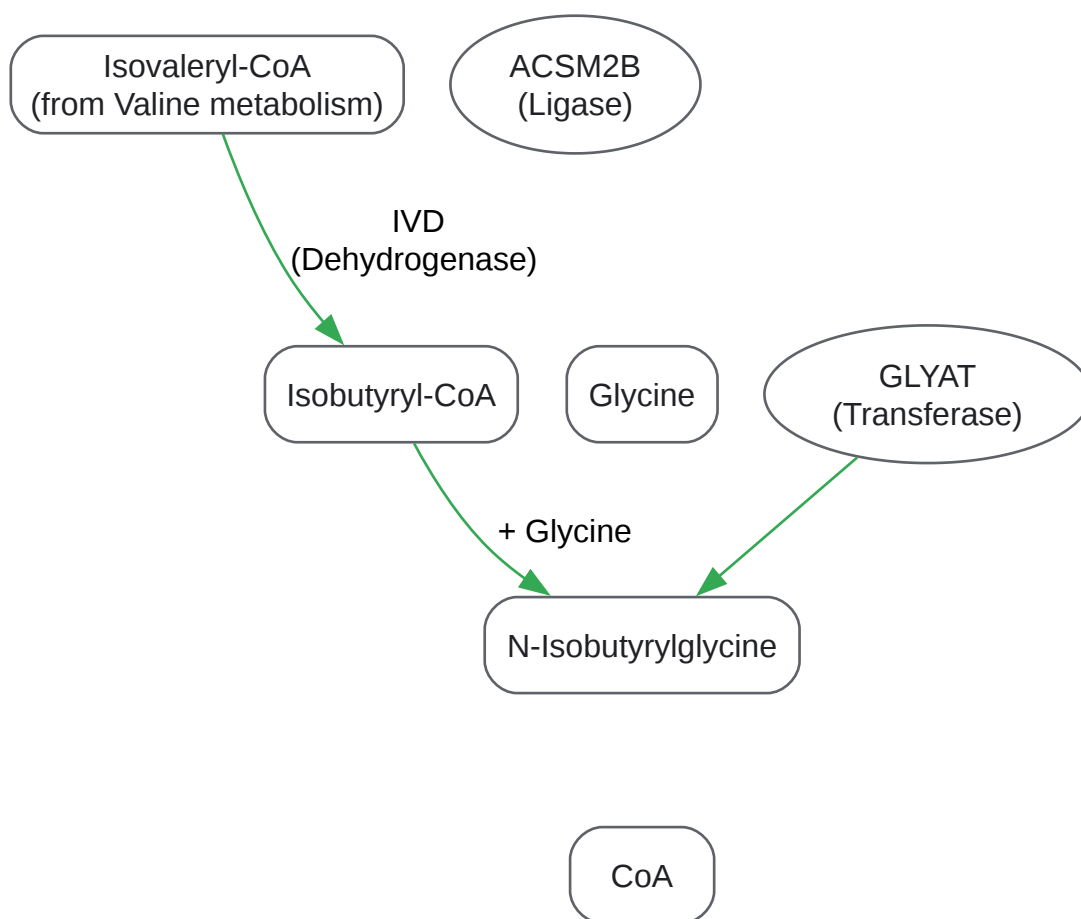 Isovaleryl-CoA
(from Valine metabolism)
ACSM2B
(Ligase)
IVD
(Dehydrogenase)
Isobutyryl-CoA
Glycine
GLYAT
(Transferase)
+ Glycine
N-Isobutyrylglycine
CoA